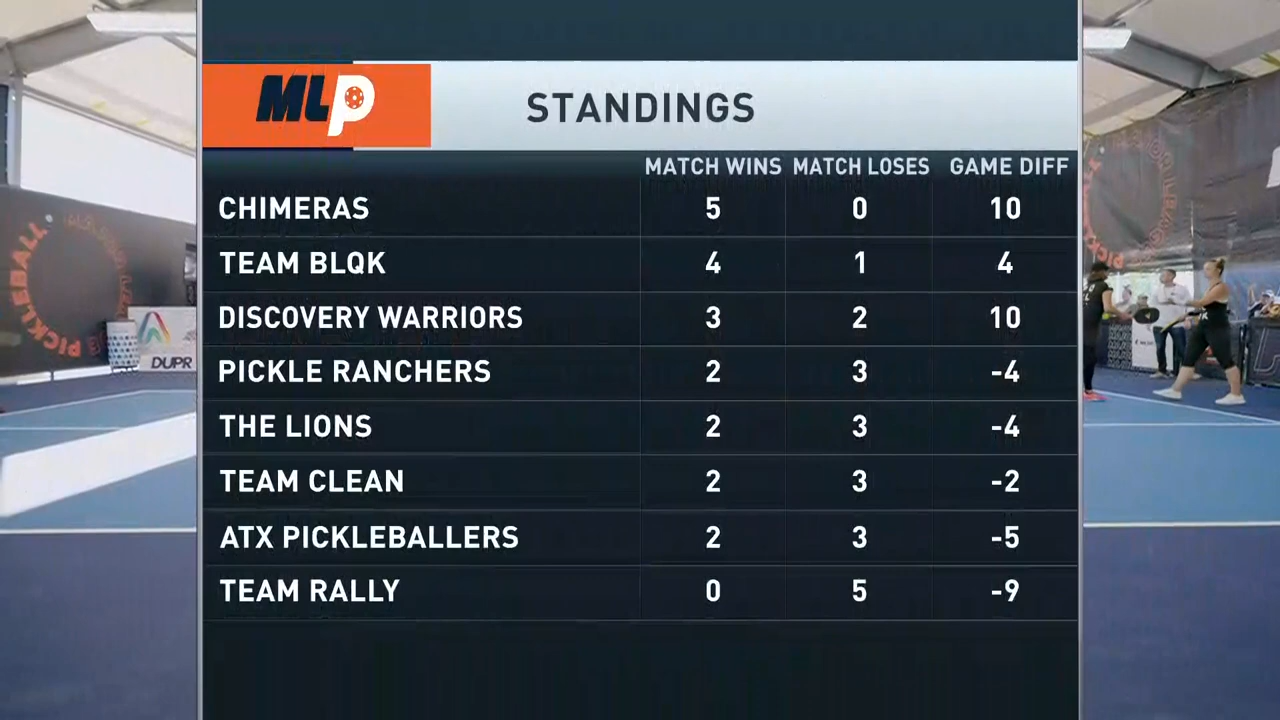 MLP STANDINGS
MATCH WINS MATCH LOSES GAME DIFF
CHIMERAS 5 0 10
TEAM BLQK 4 1 4
DISCOVERY WARRIORS 3 2 10
PICKLE RANCHERS 2 3 -4
THE LIONS 2 3 -4
TEAM CLEAN 2 3 -2
ATX PICKLEBALLERS 2 3 -5
TEAM RALLY 0 5 -9
PICKLEBALL
DUPR